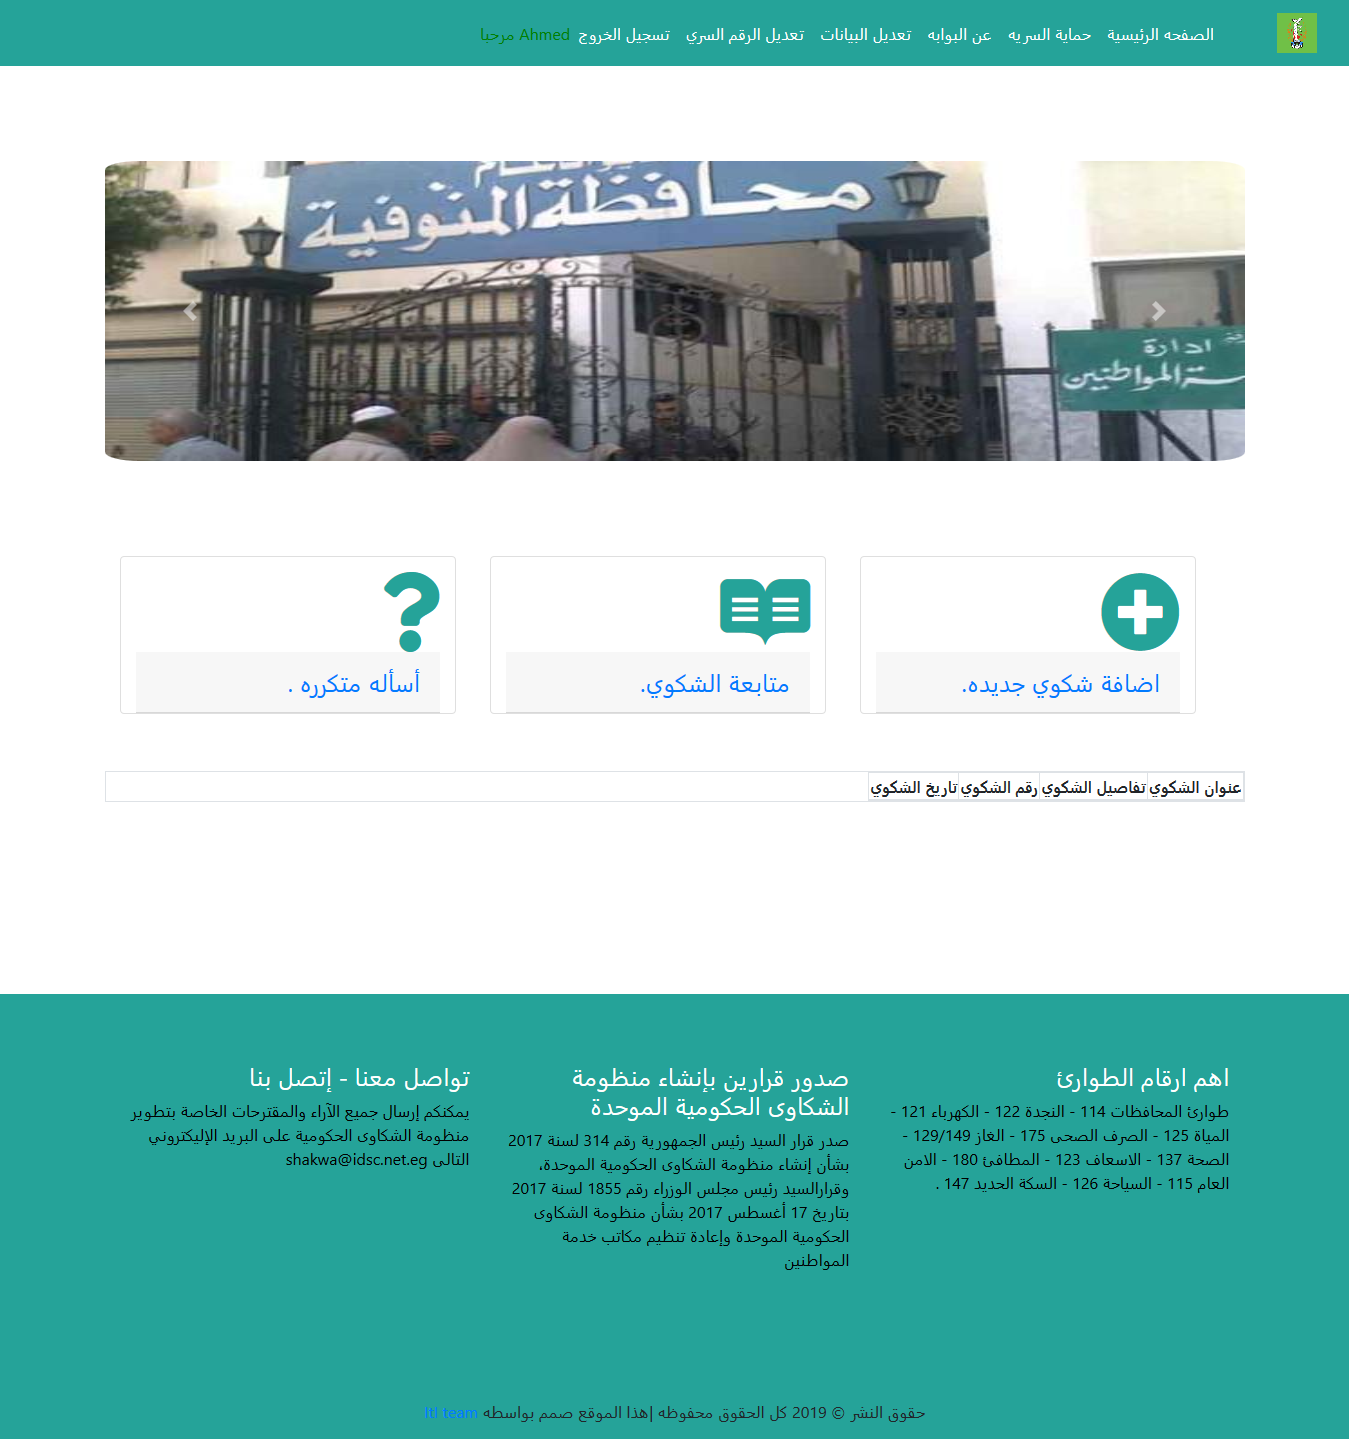 الصفحه الرئيسية
حماية السريه
عن البوابه
تعديل البيانات
تعديل الرقم السري
تسجيل الخروج
مرحبا Ahmed
محافظة المنوفية
ادارة
المواطنين
اضافة شكوي جديده.
متابعة الشكوي.
أسأله متكرره .
عنوان الشكوي تفاصيل الشكوي رقم الشكوي تاريخ الشكوي
اهم ارقام الطوارئ
طوارئ المحافظات 114 - النجدة 122 - الكهرباء 121 -
المياة 125 - الصرف الصحى 175 - الغاز 129/149 -
الصحة 137 - الاسعاف 123 - المطافئ 180 - الامن
العام 115 - السياحة 126 - السكة الحديد 147 .
صدور قرارين بإنشاء منظومة
الشكاوى الحكومية الموحدة
صدر قرار السيد رئيس الجمهورية رقم 314 لسنة 2017
بشأن إنشاء منظومة الشكاوى الحكومية الموحدة،
وقرارالسيد رئيس مجلس الوزراء رقم 1855 لسنة 2017
بتاريخ 17 أغسطس 2017 بشأن منظومة الشكاوى
الحكومية الموحدة وإعادة تنظيم مكاتب خدمة
المواطنين
تواصل معنا - إتصل بنا
يمكنكم إرسال جميع الآراء والمقترحات الخاصة بتطوير
منظومة الشكاوى الحكومية على البريد الإليكتروني
التالى shakwa@idsc.net.eg
حقوق النشر © 2019 كل الحقوق محفوظه |هذا الموقع صمم بواسطه iti team